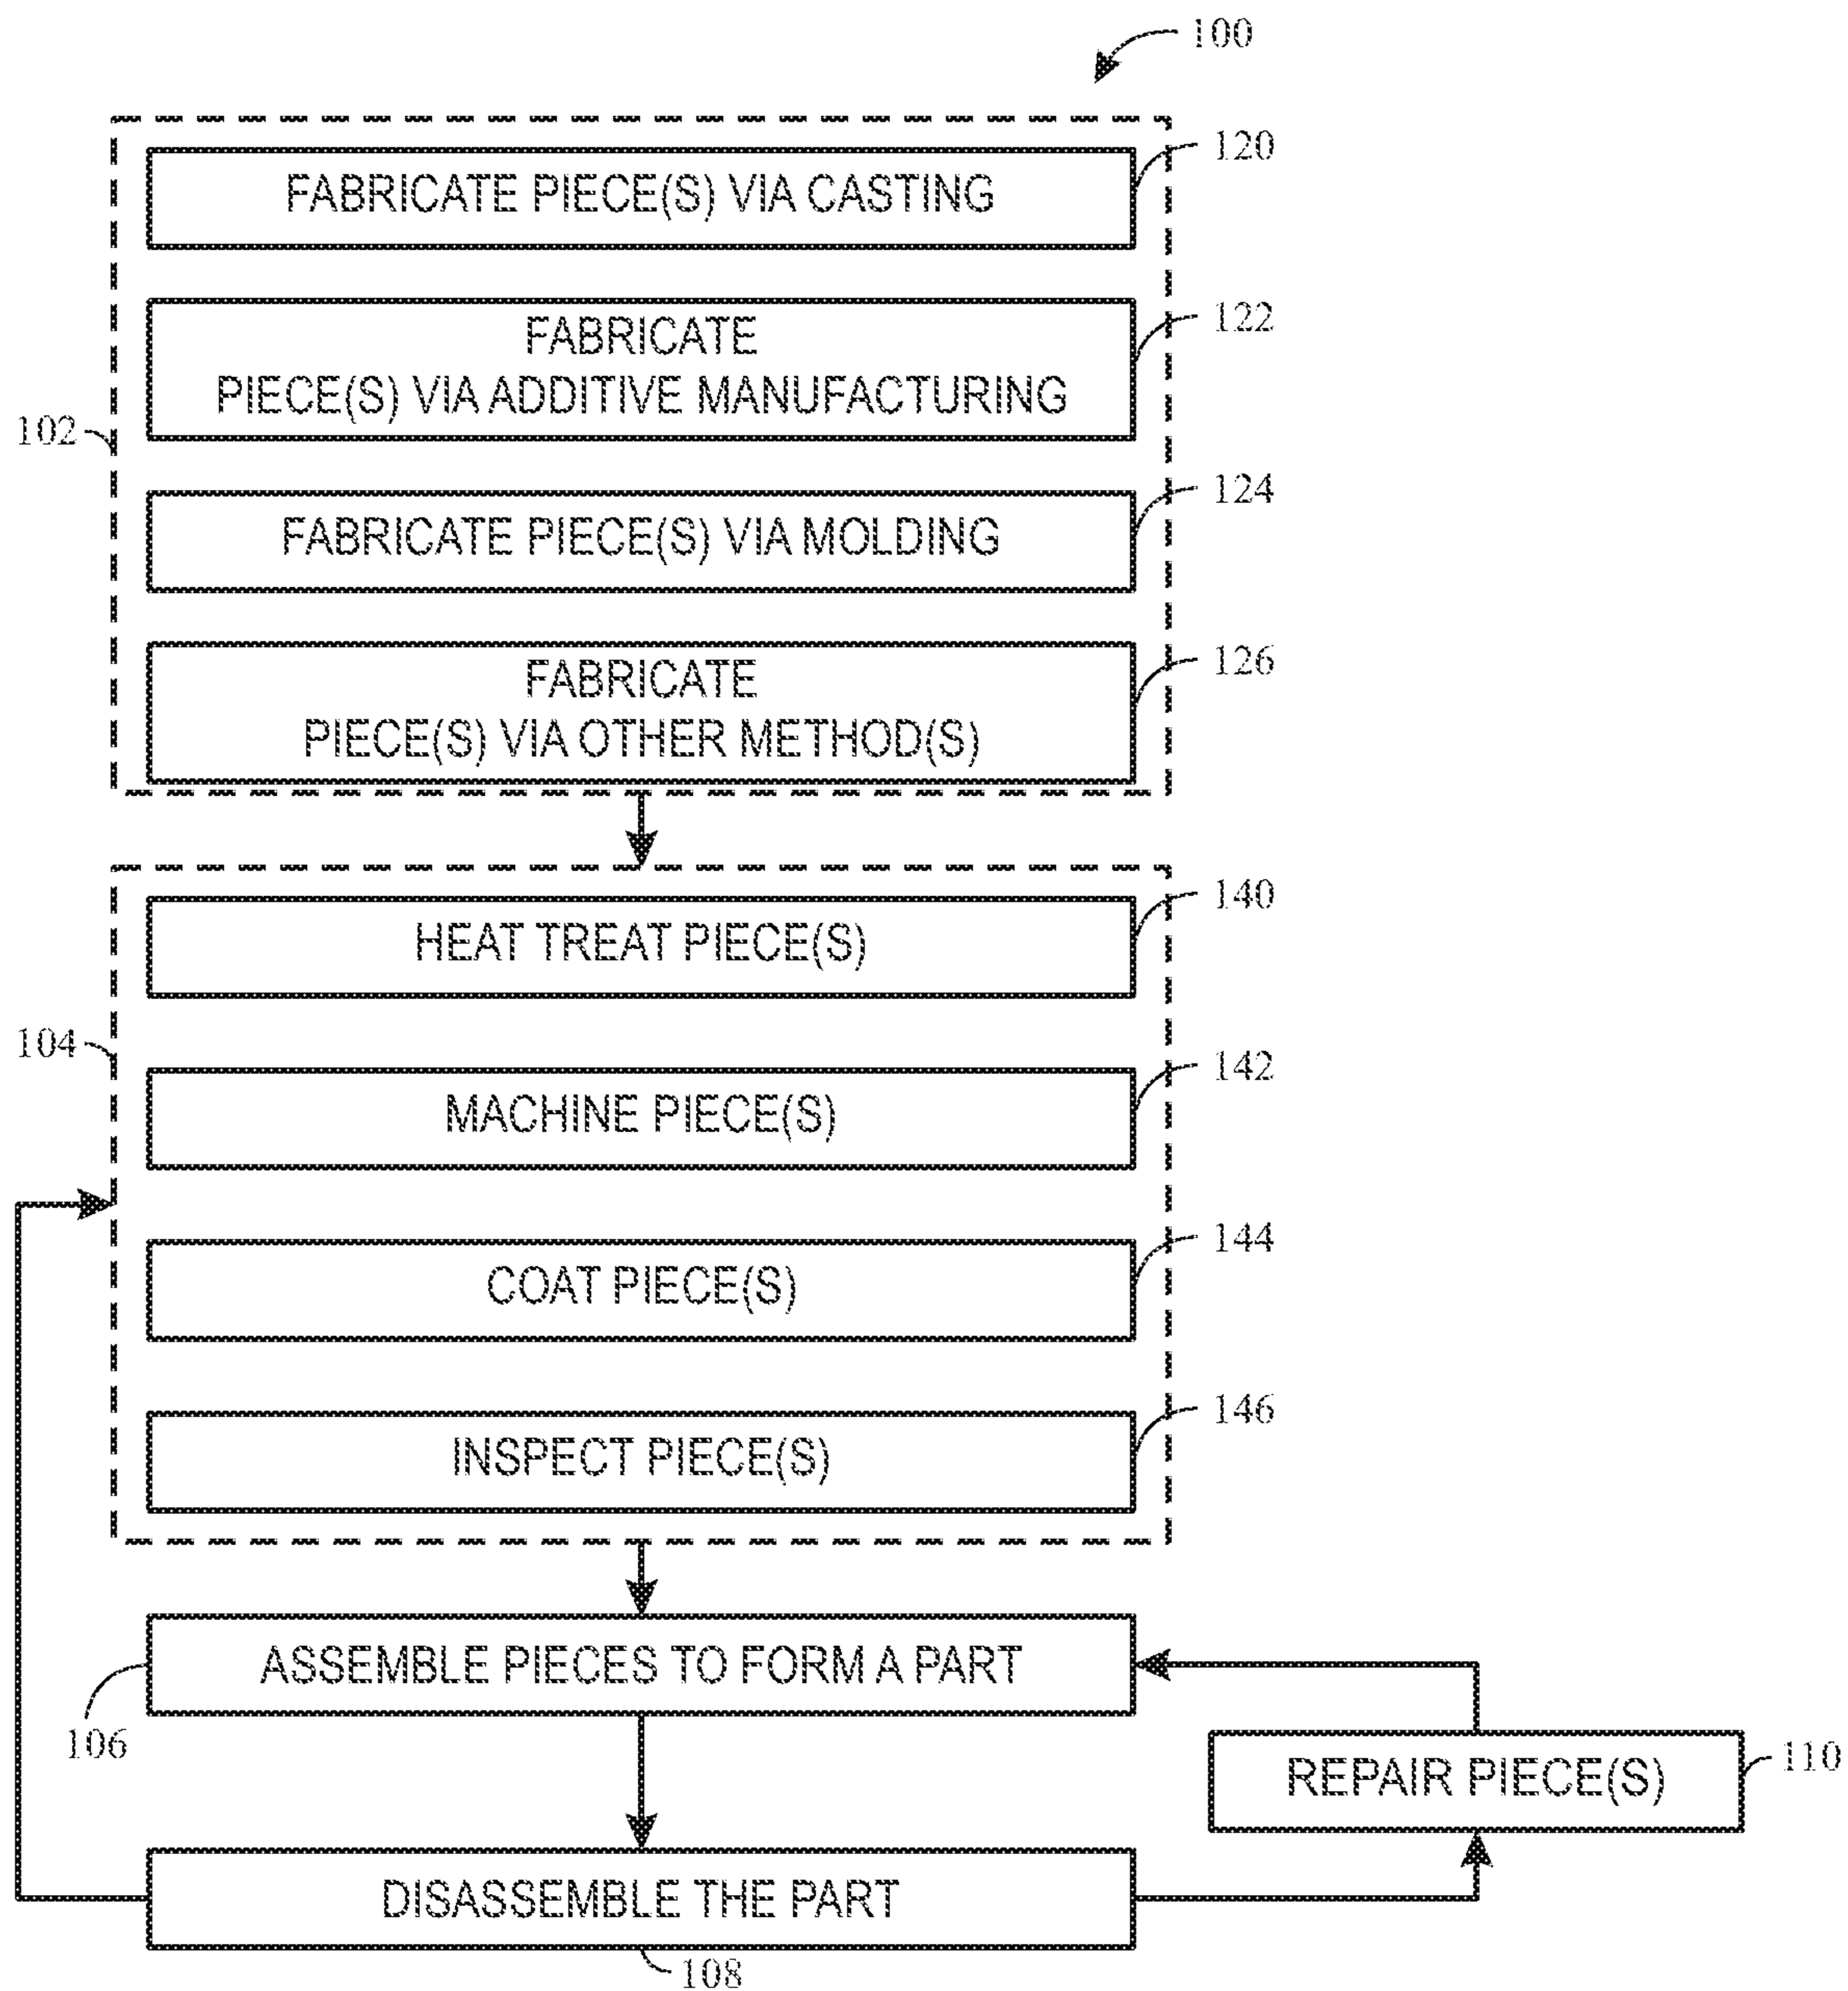 100
120
FABRICATE PIECE(S) VIA CASTING
122
FABRICATE
PIECE(S) VIA ADDITIVE MANUFACTURING
102
124
FABRICATE PIECE(S) VIA MOLDING
126
FABRICATE
PIECE(S) VIA OTHER METHOD(S)
140
HEAT TREAT PIECE(S)
104
142
MACHINE PIECE(S)
144
COAT PIECE(S)
146
INSPECT PIECE(S)
ASSEMBLE PIECES TO FORM A PART
106
110
REPAIR PIECE(S)
DISASSEMBLE THE PART
108